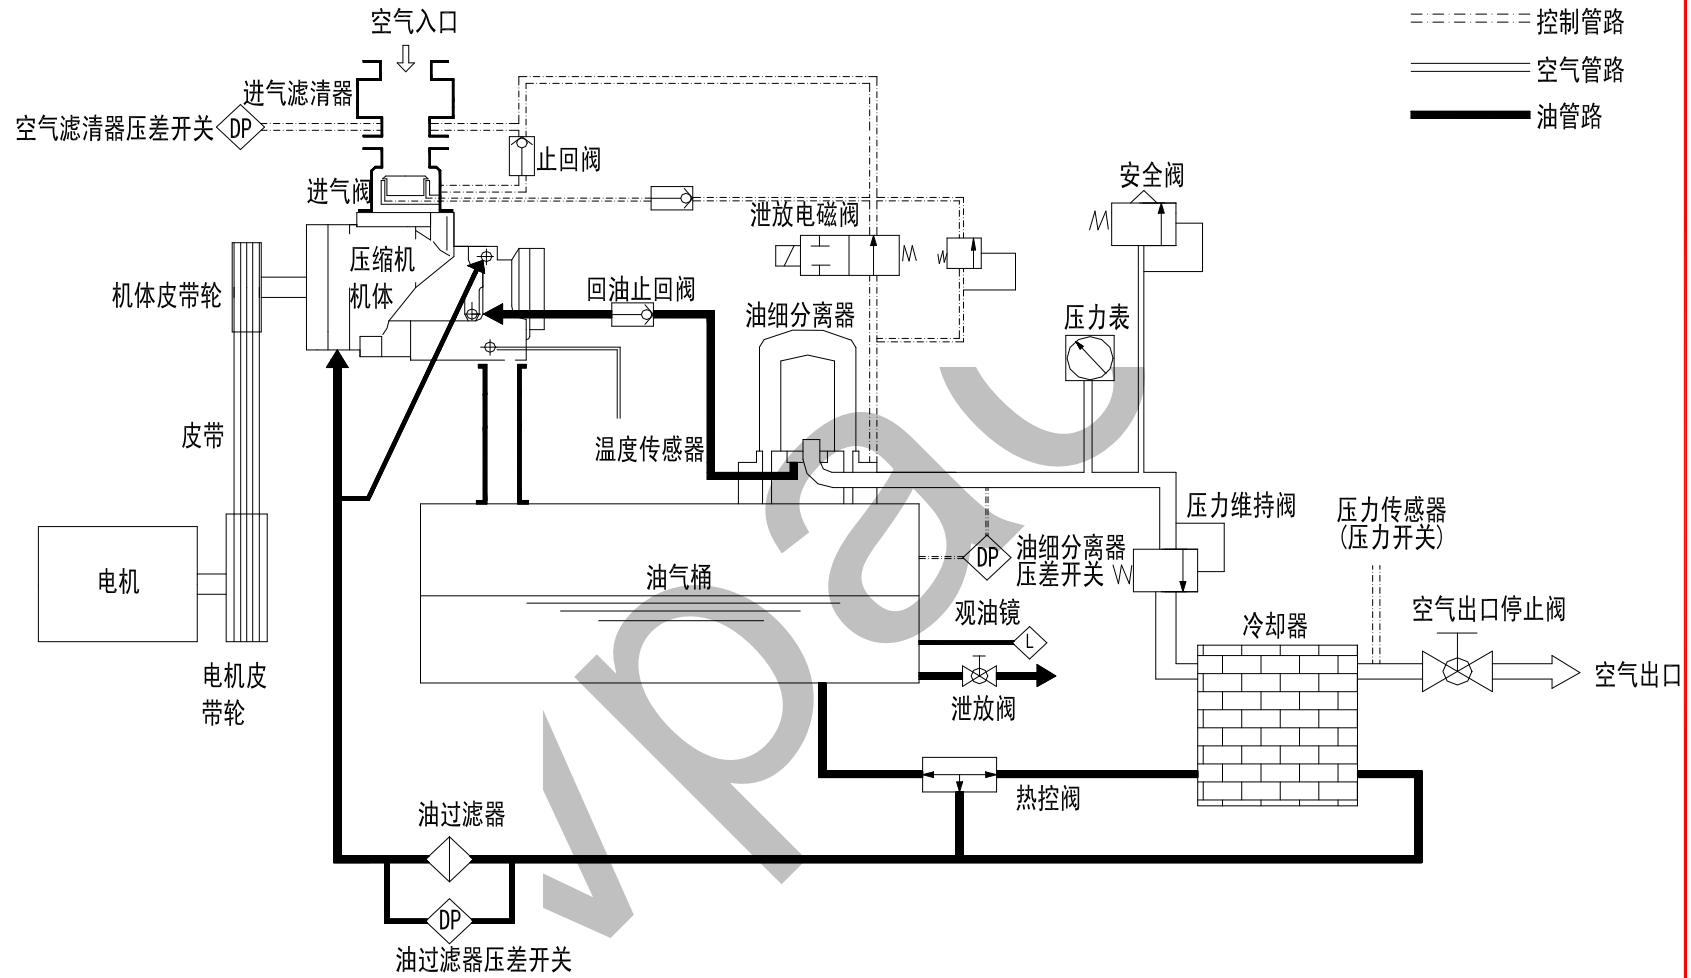 空气入口
控制管路
空气管路
油管路
进气滤清器
空气滤清器压差开关
DP
止回阀
进气阀
安全阀
泄放电磁阀
压缩机
机体
机体皮带轮
回油止回阀
油细分离器
压力表
皮带
温度传感器
压力维持阀
压力传感器
(压力开关)
油细分离器
压差开关
DP
电机
油气桶
观油镜
L
空气出口停止阀
冷却器
空气出口
电机皮
带轮
泄放阀
热控阀
油过滤器
DP
油过滤器压差开关
vpac